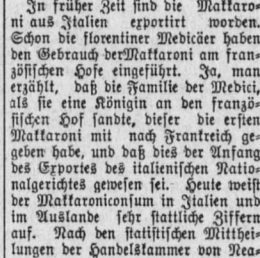 In früher Zeit sind die Makkaro-
ni aus Italien exportirt worden.
Schon die florentiner Medicäer haben
den Gebrauch derMakkaroni am fran-
zösischen Hofe eingeführt. Ja, man
erzählt, daß die Familie der Medici,
als sie eine Königin an den franzö-
sischen Hof sandte, dieser die ersten
Makkaroni mit nach Frankreich ge-
geben habe, und daß dies der Anfang
des Exportes des italienischen Natio-
nalgerichtes gewesen sei. Heute weist
der Makkaroniconsum in Italien und
im Auslande sehr stattliche Ziffern
auf. Nach den statistischen Mitthei-
lungen der Handelskammer von Nea-